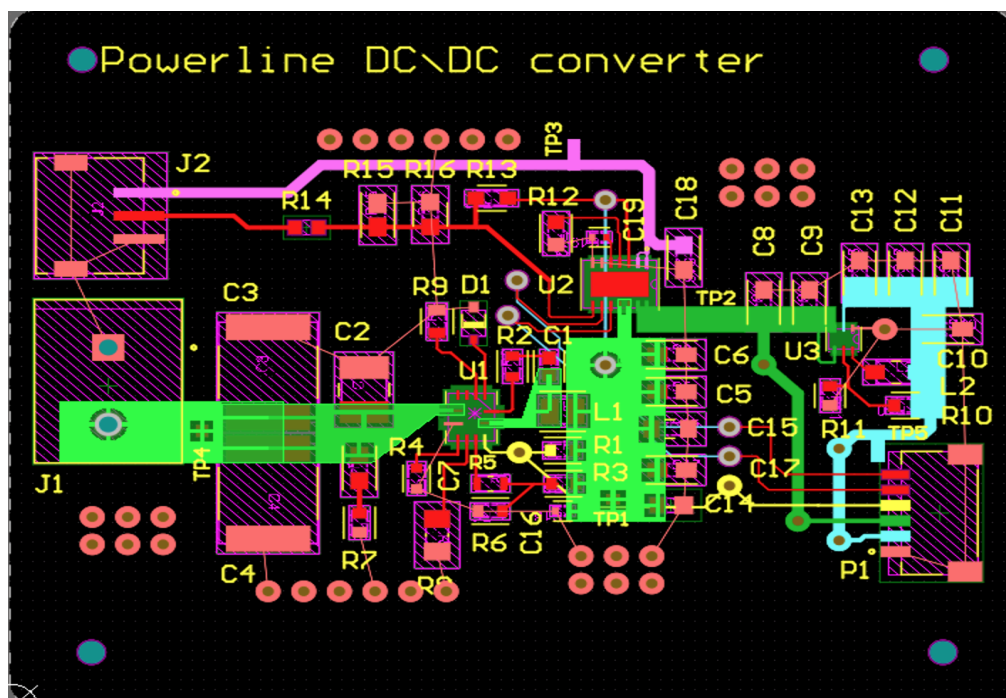 Powerline DC\DC converter
TP3
J2
R15 R16 R13
R14
R12
C19
C18
C8
C9
C13
C12
C11
J2
U2
TP2
C3
R9
D1
C2
R2
C1
U3
C6
C10
U1
C5
L2
L1
R10
R11
C15
TP5
R4
R5
R1
C17
TP4
C7
R3
J1
C14
TP1
R6
C16
R7
P1
C4
R8